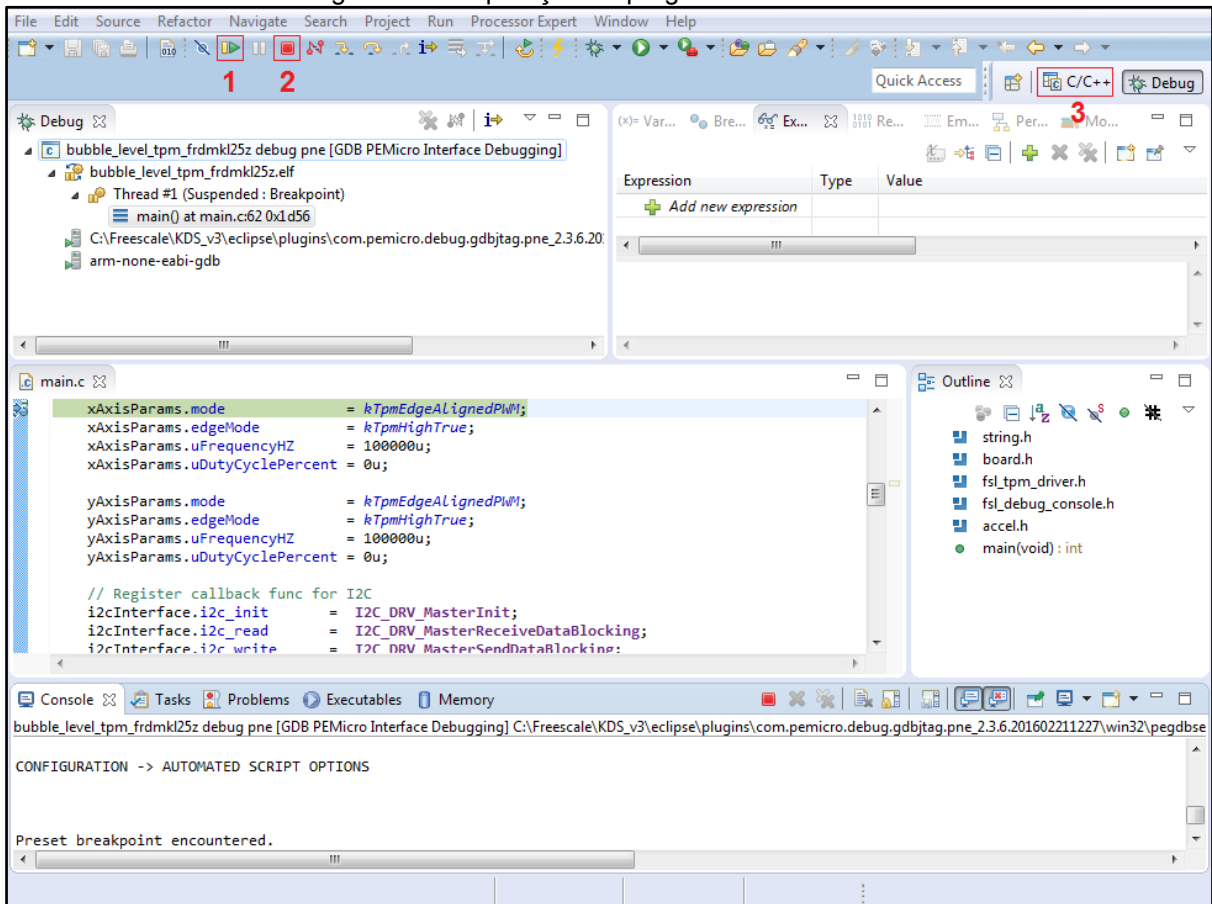 File Edit Source Refactor Navigate Search Project Run Processor Expert Window Help
1 2
Quick Access C/C++ Debug
3
Debug
bubble_level_tpm_frdmkl25z debug pne [GDB PEMicro Interface Debugging]
bubble_level_tpm_frdmkl25z.elf
Thread #1 (Suspended : Breakpoint)
main() at main.c:62 0x1d56
C:\Freescale\KDS_v3\eclipse\plugins\com.pemicro.debug.gdbjtag.pne_2.3.6.20
arm-none-eabi-gdb
(x)= Var... Bre... Ex... Re... Em... Per... Mo...
Expression Type Value
Add new expression
main.c
xAxisParams.mode = kTpmEdgeAlignedPWM;
xAxisParams.edgeMode = kTpmHighTrue;
xAxisParams.uFrequencyHZ = 100000u;
xAxisParams.uDutyCyclePercent = 0u;
yAxisParams.mode = kTpmEdgeAlignedPWM;
yAxisParams.edgeMode = kTpmHighTrue;
yAxisParams.uFrequencyHZ = 100000u;
yAxisParams.uDutyCyclePercent = 0u;
// Register callback func for I2C
i2cInterface.i2c_init = I2C_DRV_MasterInit;
i2cInterface.i2c_read = I2C_DRV_MasterReceiveDataBlocking;
i2cInterface.i2c_write = I2C_DRV_MasterSendDataBlocking;
Outline
string.h
board.h
fsl_tpm_driver.h
fsl_debug_console.h
accel.h
main(void) : int
Console Tasks Problems Executables Memory
bubble_level_tpm_frdmkl25z debug pne [GDB PEMicro Interface Debugging] C:\Freescale\KDS_v3\eclipse\plugins\com.pemicro.debug.gdbjtag.pne_2.3.6.201602211227\win32\pegdbse
CONFIGURATION -> AUTOMATED SCRIPT OPTIONS
Preset breakpoint encountered.